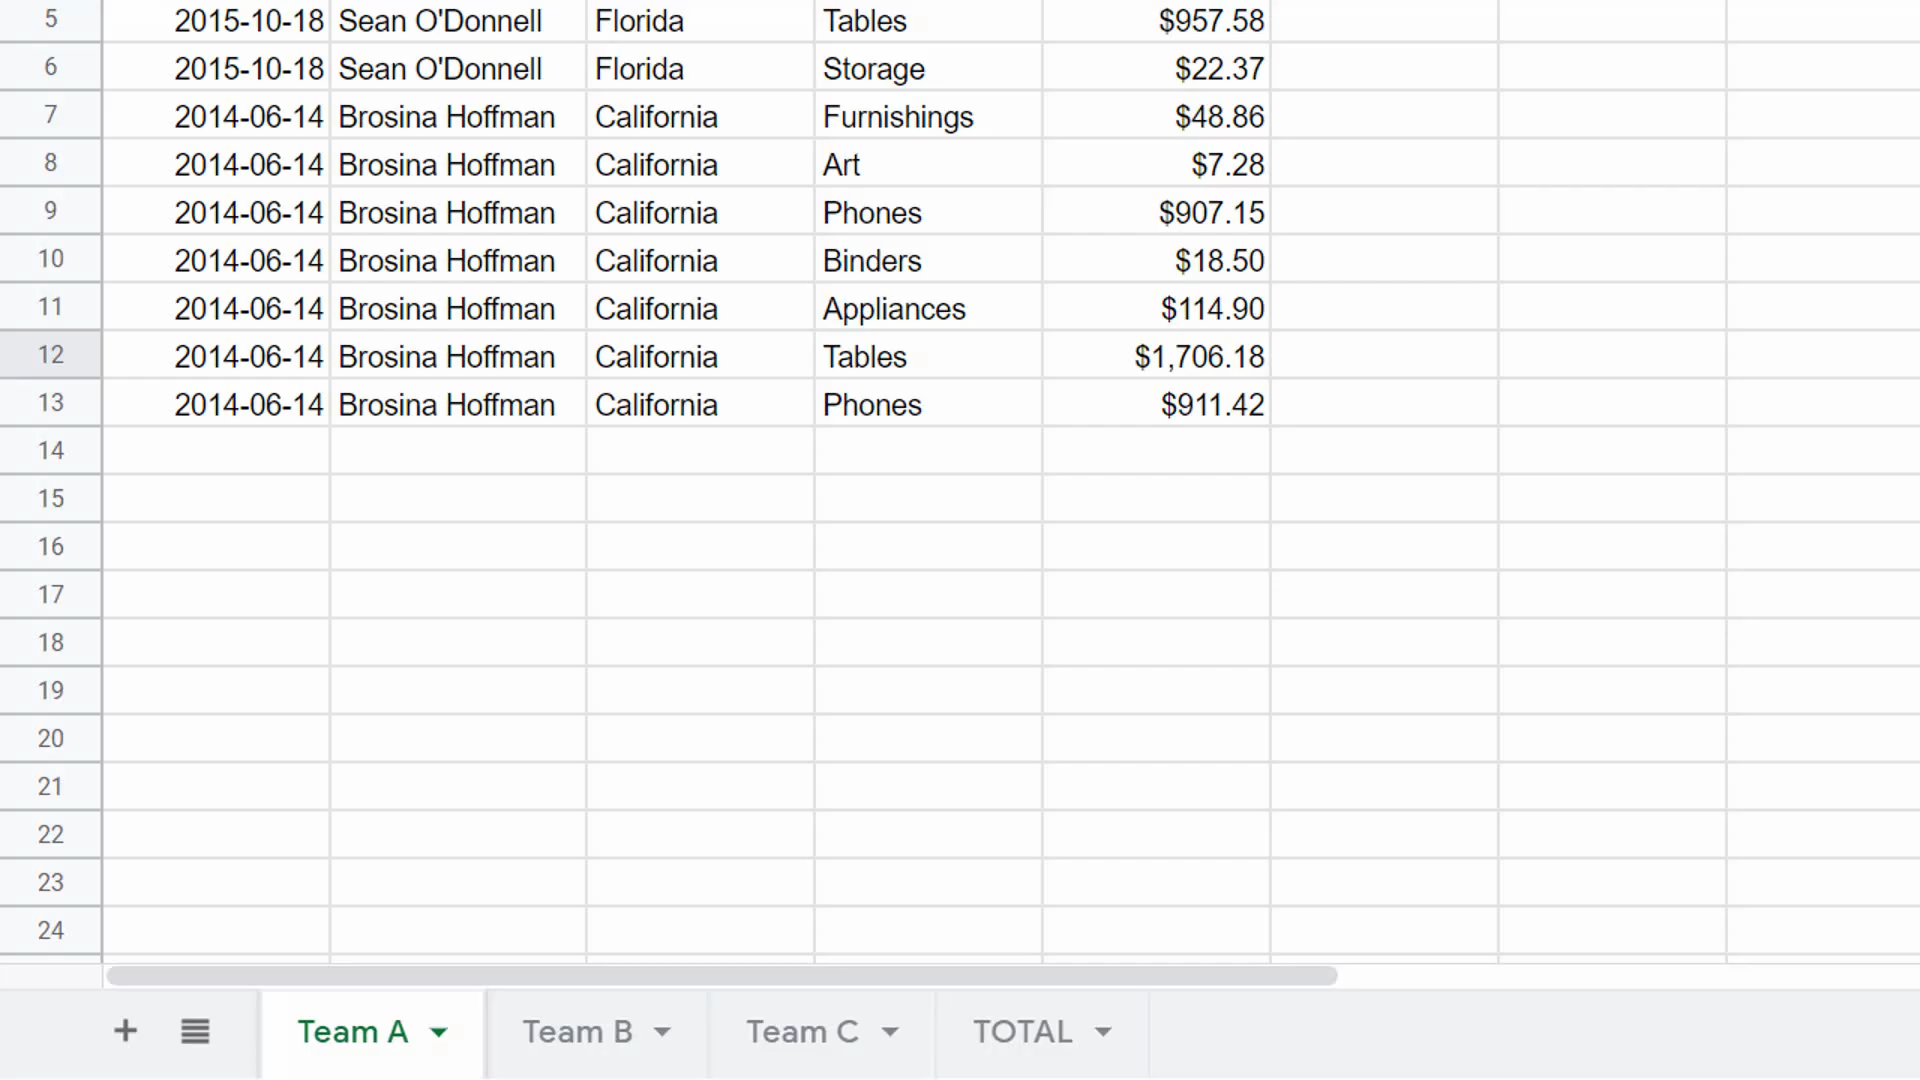 5 2015-10-18 Sean O'Donnell Florida Tables $957.58
6 2015-10-18 Sean O'Donnell Florida Storage $22.37
7 2014-06-14 Brosina Hoffman California Furnishings $48.86
8 2014-06-14 Brosina Hoffman California Art $7.28
9 2014-06-14 Brosina Hoffman California Phones $907.15
10 2014-06-14 Brosina Hoffman California Binders $18.50
11 2014-06-14 Brosina Hoffman California Appliances $114.90
12 2014-06-14 Brosina Hoffman California Tables $1,706.18
13 2014-06-14 Brosina Hoffman California Phones $911.42
14
15
16
17
18
19
20
21
22
23
24
Team A Team B Team C TOTAL